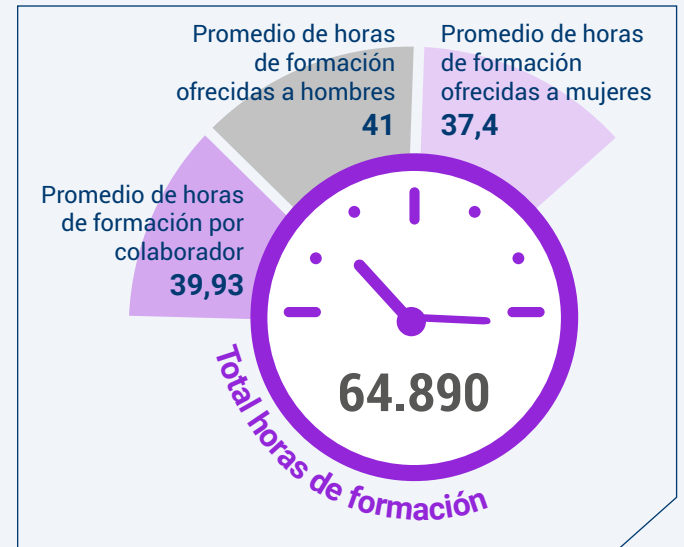 Promedio de horas
de formación
ofrecidas a hombres
41
Promedio de horas
de formación
ofrecidas a mujeres
37,4
Promedio de horas
de formación por
colaborador
39,93
64.890
Total horas de formación